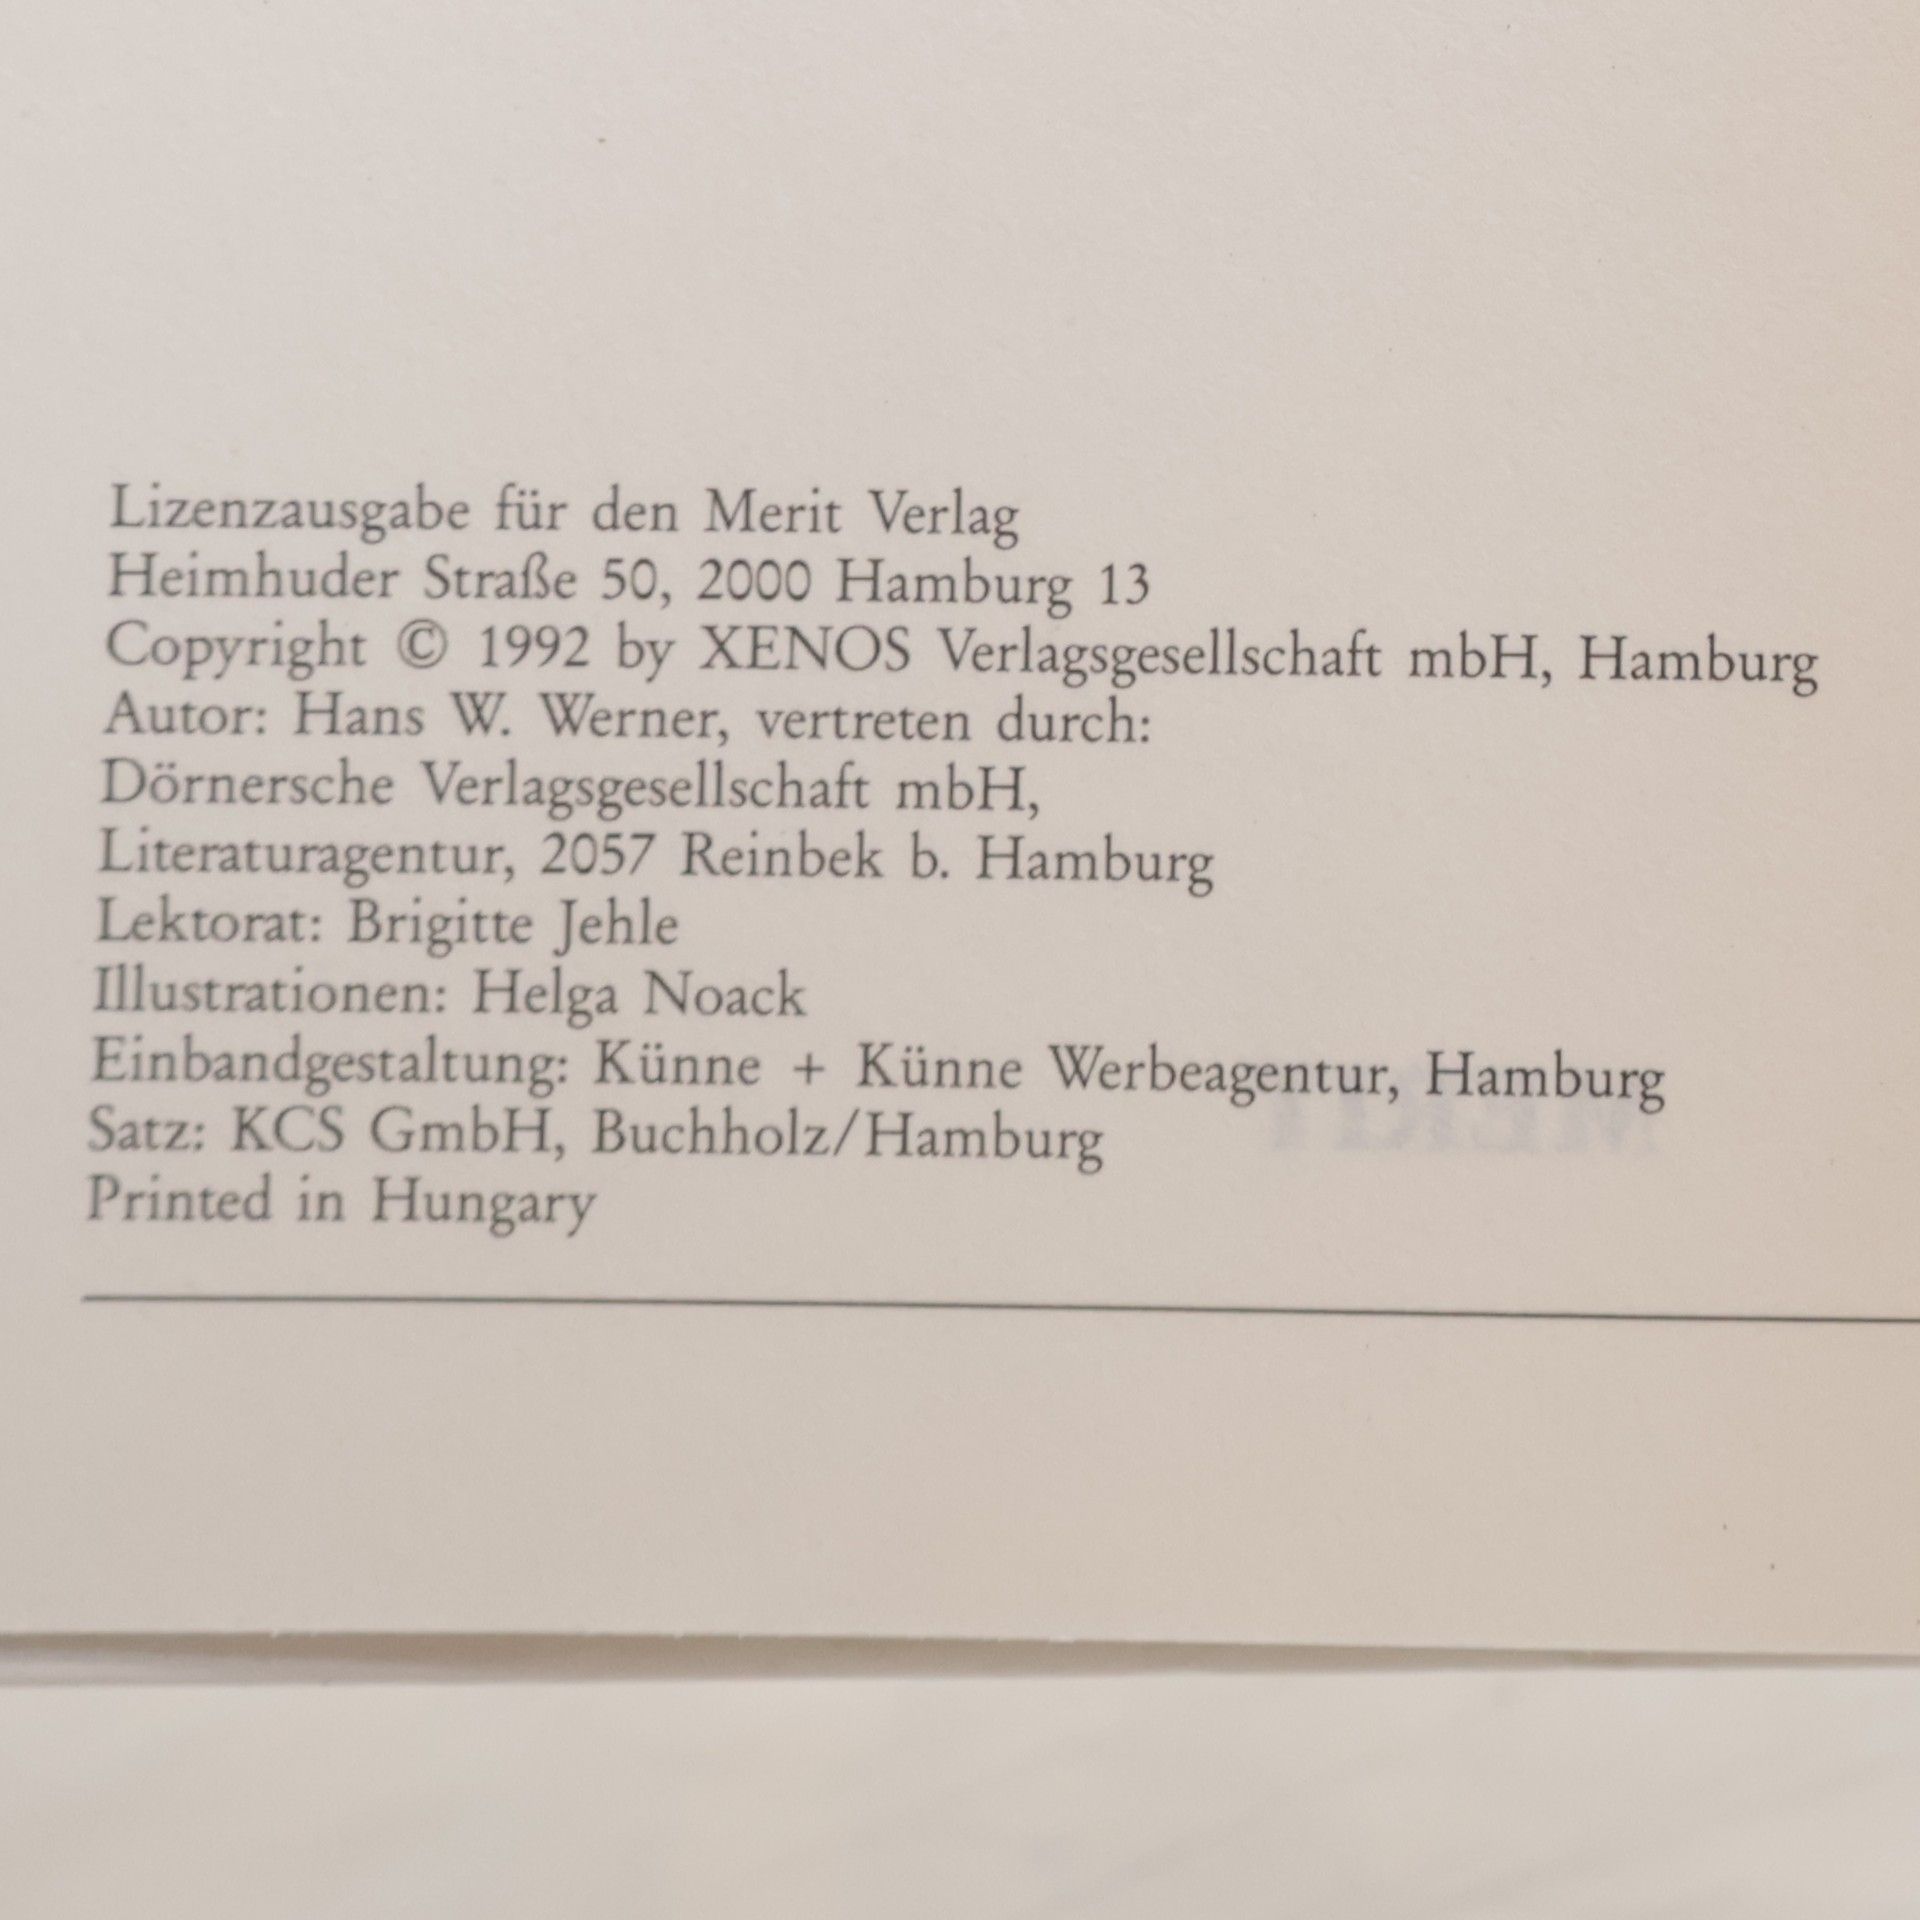 Lizenzausgabe für den Merit Verlag
Heimhuder Straße 50, 2000 Hamburg 13
Copyright © 1992 by XENOS Verlagsgesellschaft mbH, Hamburg
Autor: Hans W. Werner, vertreten durch:
Dörnersche Verlagsgesellschaft mbH,
Literaturagentur, 2057 Reinbek b. Hamburg
Lektorat: Brigitte Jehle
Illustrationen: Helga Noack
Einbandgestaltung: Künne + Künne Werbeagentur, Hamburg
Satz: KCS GmbH, Buchholz/Hamburg
Printed in Hungary